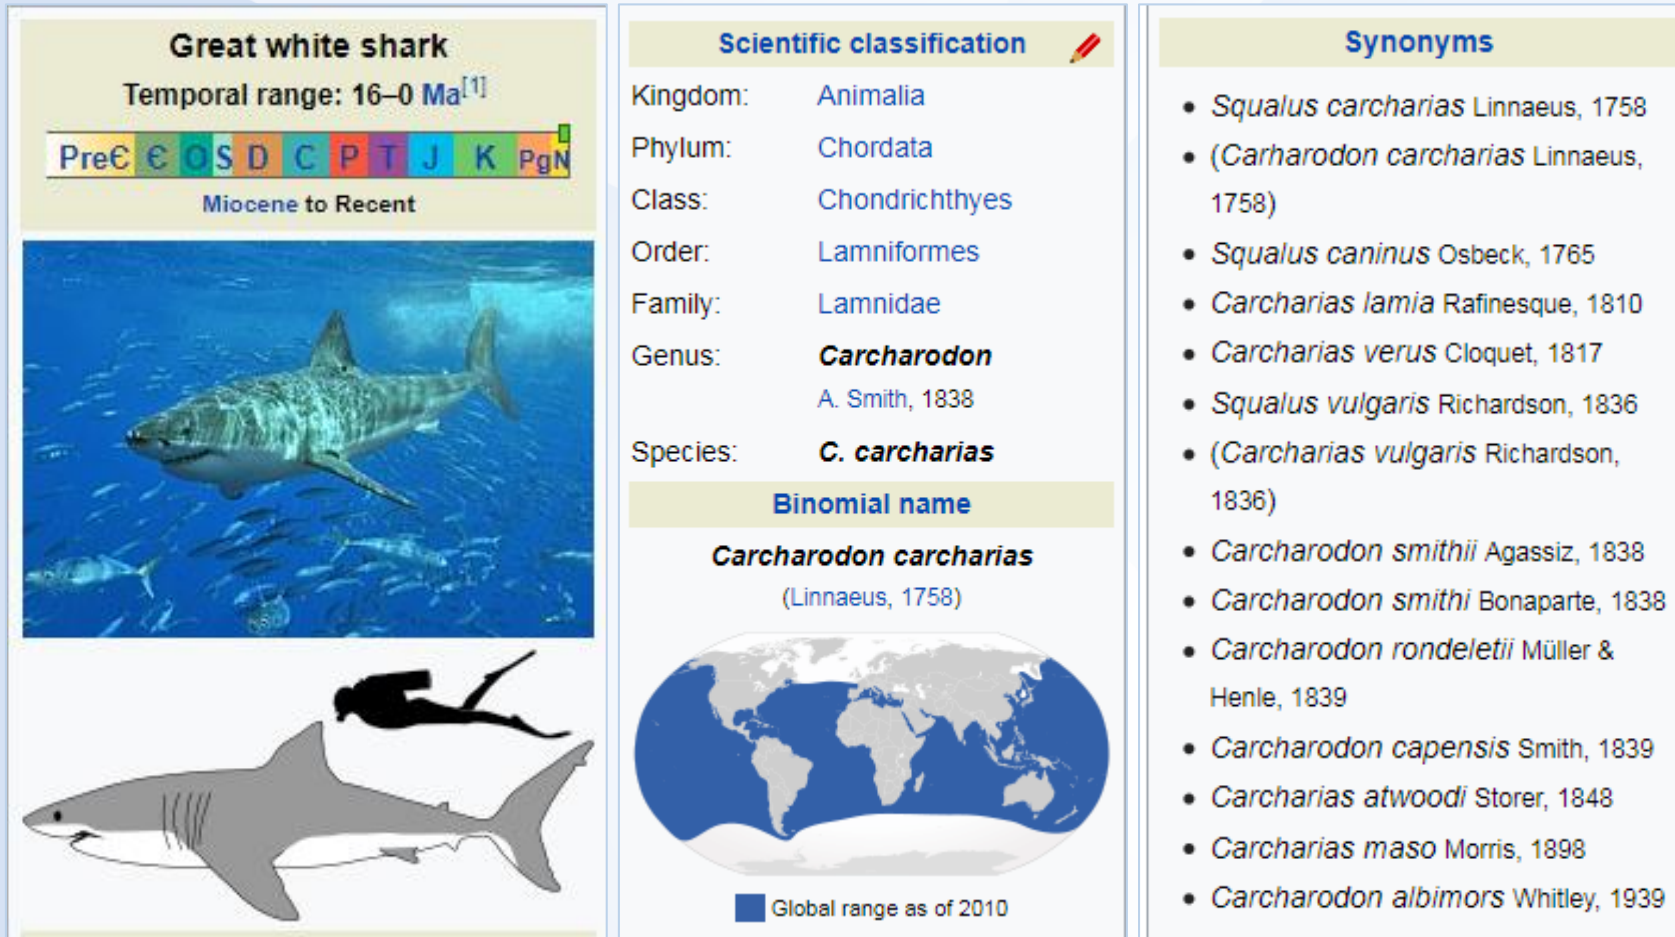 Great white shark
Temporal range: 16–0 Ma[1]
PreЄ Є O S D C P T J K Pg N
Miocene to Recent
Scientific classification
Kingdom: Animalia
Phylum: Chordata
Class: Chondrichthyes
Order: Lamniformes
Family: Lamnidae
Genus: Carcharodon
A. Smith, 1838
Species: C. carcharias
Binomial name
Carcharodon carcharias
(Linnaeus, 1758)
Global range as of 2010
Synonyms
• Squalus carcharias Linnaeus, 1758
• (Carharodon carcharias Linnaeus,
1758)
• Squalus caninus Osbeck, 1765
• Carcharias lamia Rafinesque, 1810
• Carcharias verus Cloquet, 1817
• Squalus vulgaris Richardson, 1836
• (Carcharias vulgaris Richardson,
1836)
• Carcharodon smithii Agassiz, 1838
• Carcharodon smithi Bonaparte, 1838
• Carcharodon rondeletii Müller &
Henle, 1839
• Carcharodon capensis Smith, 1839
• Carcharias atwoodi Storer, 1848
• Carcharias maso Morris, 1898
• Carcharodon albimors Whitley, 1939